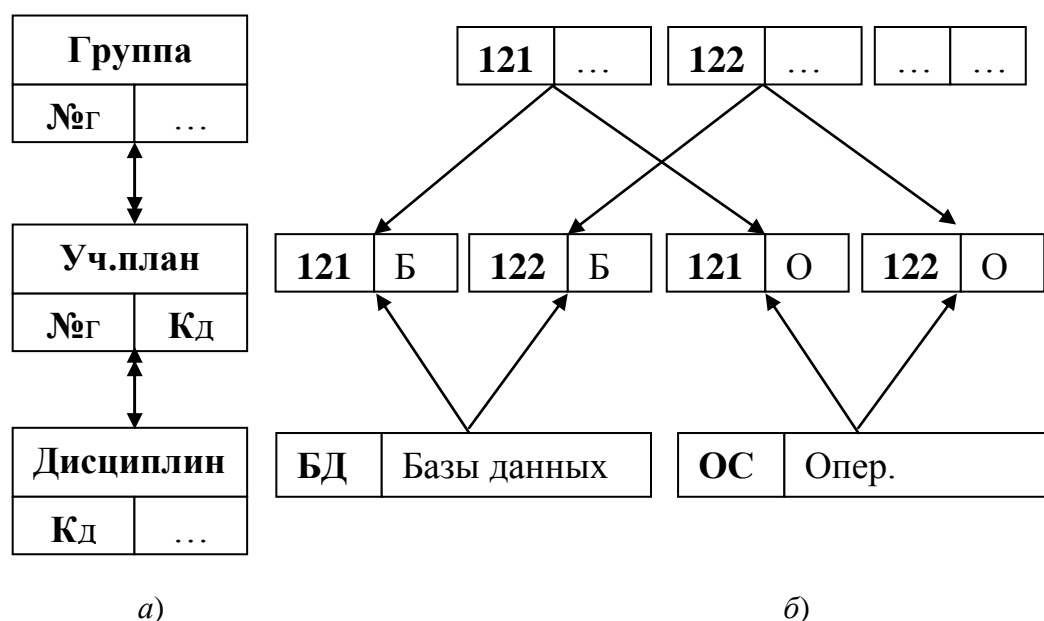 Группа
№г …
121 … 122 … … …
Уч.план
№г Кд
121 Б 122 Б 121 О 122 О
Дисциплин
Кд …
БД Базы данных ОС Опер.
а) б)